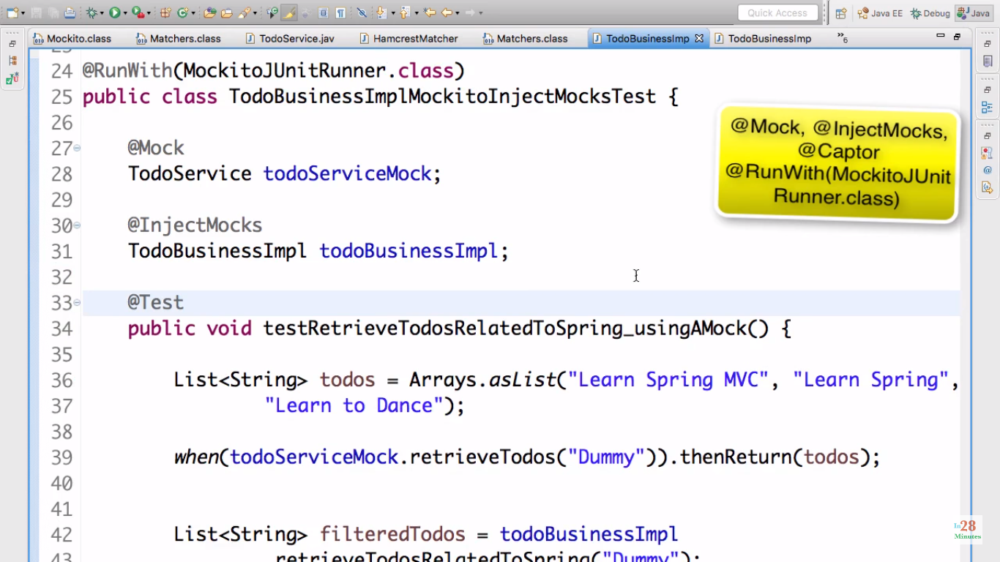 Quick Access
Java EE
Debug
Java
Mockito.class
Matchers.class
TodoService.jav
HamcrestMatcher
Matchers.class
TodoBusinessImp
TodoBusinessImp
»6
24 @RunWith(MockitoJUnitRunner.class)
25 public class TodoBusinessImplMockitoInjectMocksTest {
26
27 @Mock
28 TodoService todoServiceMock;
29
30 @InjectMocks
31 TodoBusinessImpl todoBusinessImpl;
32
33 @Test
34 public void testRetrieveTodosRelatedToSpring_usingAMock() {
35
36 List<String> todos = Arrays.asList("Learn Spring MVC", "Learn Spring",
37 "Learn to Dance");
38
39 when(todoServiceMock.retrieveTodos("Dummy")).thenReturn(todos);
40
41
42 List<String> filteredTodos = todoBusinessImpl
43 .retrieveTodosRelatedToSpring("Dummy");
@Mock, @InjectMocks,
@Captor
@RunWith(MockitoJUnit
Runner.class)
In28
Minutes